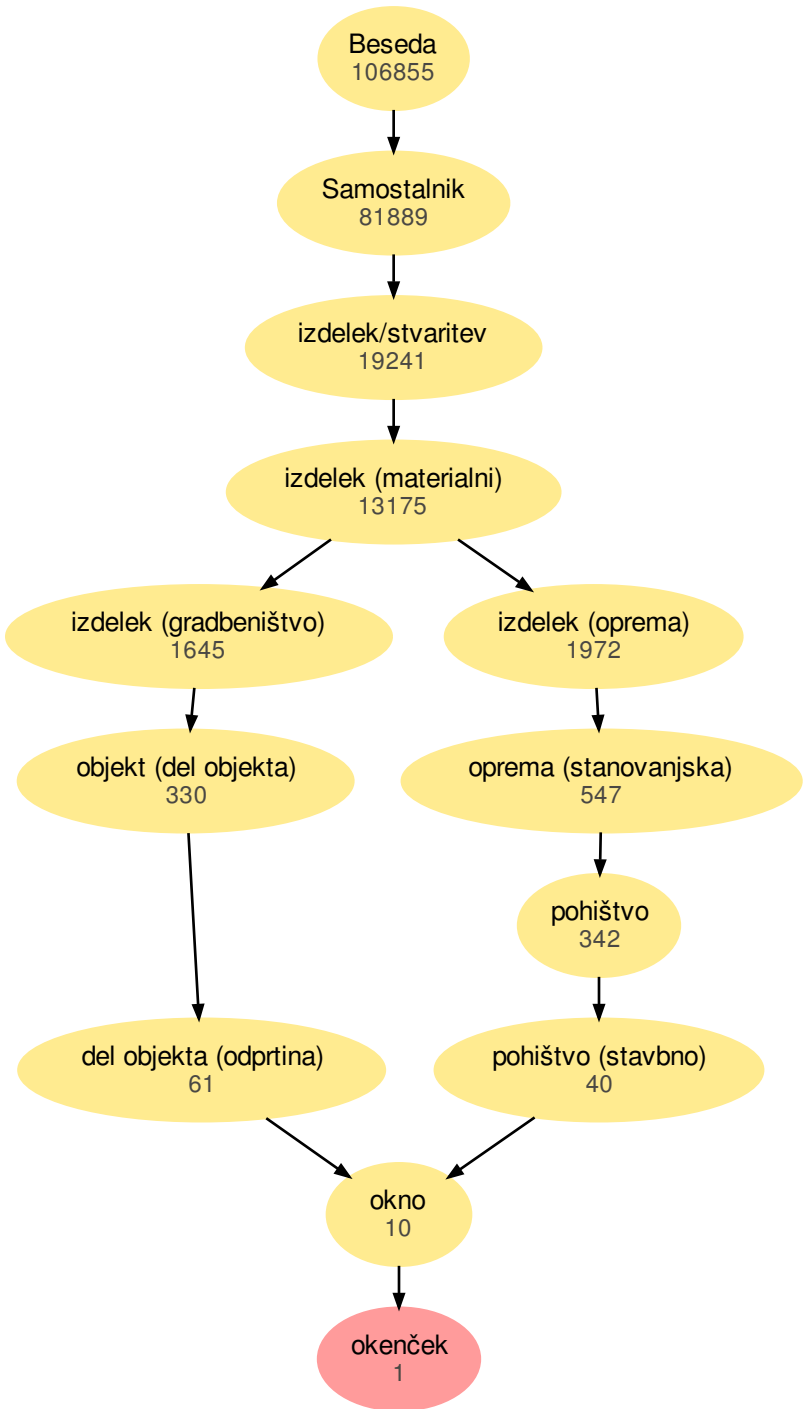 Beseda
106855
Samostalnik
81889
izdelek/stvaritev
19241
izdelek (materialni)
13175
izdelek (gradbeništvo)
1645
izdelek (oprema)
1972
objekt (del objekta)
330
oprema (stanovanjska)
547
pohištvo
342
del objekta (odprtina)
61
pohištvo (stavbno)
40
okno
10
okenček
1